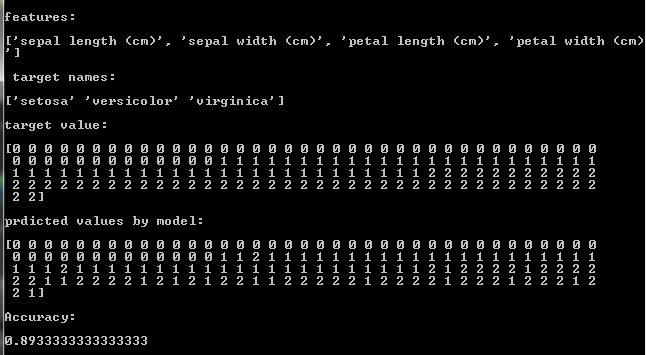 features:
['sepal length (cm)', 'sepal width (cm)', 'petal length (cm)', 'petal width (cm)
']
target names:
['setosa' 'versicolor' 'virginica']
target value:
[0 0 0 0 0 0 0 0 0 0 0 0 0 0 0 0 0 0 0 0 0 0 0 0 0 0 0 0 0 0 0 0 0 0 0 0 0
0 0 0 0 0 0 0 0 0 0 0 0 0 1 1 1 1 1 1 1 1 1 1 1 1 1 1 1 1 1 1 1 1 1 1 1 1
1 1 1 1 1 1 1 1 1 1 1 1 1 1 1 1 1 1 1 1 1 1 1 1 1 1 2 2 2 2 2 2 2 2 2 2 2
2 2 2 2 2 2 2 2 2 2 2 2 2 2 2 2 2 2 2 2 2 2 2 2 2 2 2 2 2 2 2 2 2 2 2 2 2
2 2]
prdicted values by model:
[0 0 0 0 0 0 0 0 0 0 0 0 0 0 0 0 0 0 0 0 0 0 0 0 0 0 0 0 0 0 0 0 0 0 0 0 0
0 0 0 0 0 0 0 0 0 0 0 0 0 1 1 2 1 1 1 1 1 1 1 1 1 1 1 1 1 1 1 1 1 1 1 1 1
1 1 1 2 1 1 1 1 1 1 1 1 1 1 1 1 1 1 1 1 1 1 1 1 1 1 2 1 2 2 2 2 1 2 2 2 2
2 2 1 1 2 2 2 2 1 2 1 2 1 2 2 1 1 2 2 2 2 2 1 2 2 2 2 1 2 2 2 1 2 2 2 1 2
2 1]
Accuracy:
0.8933333333333333